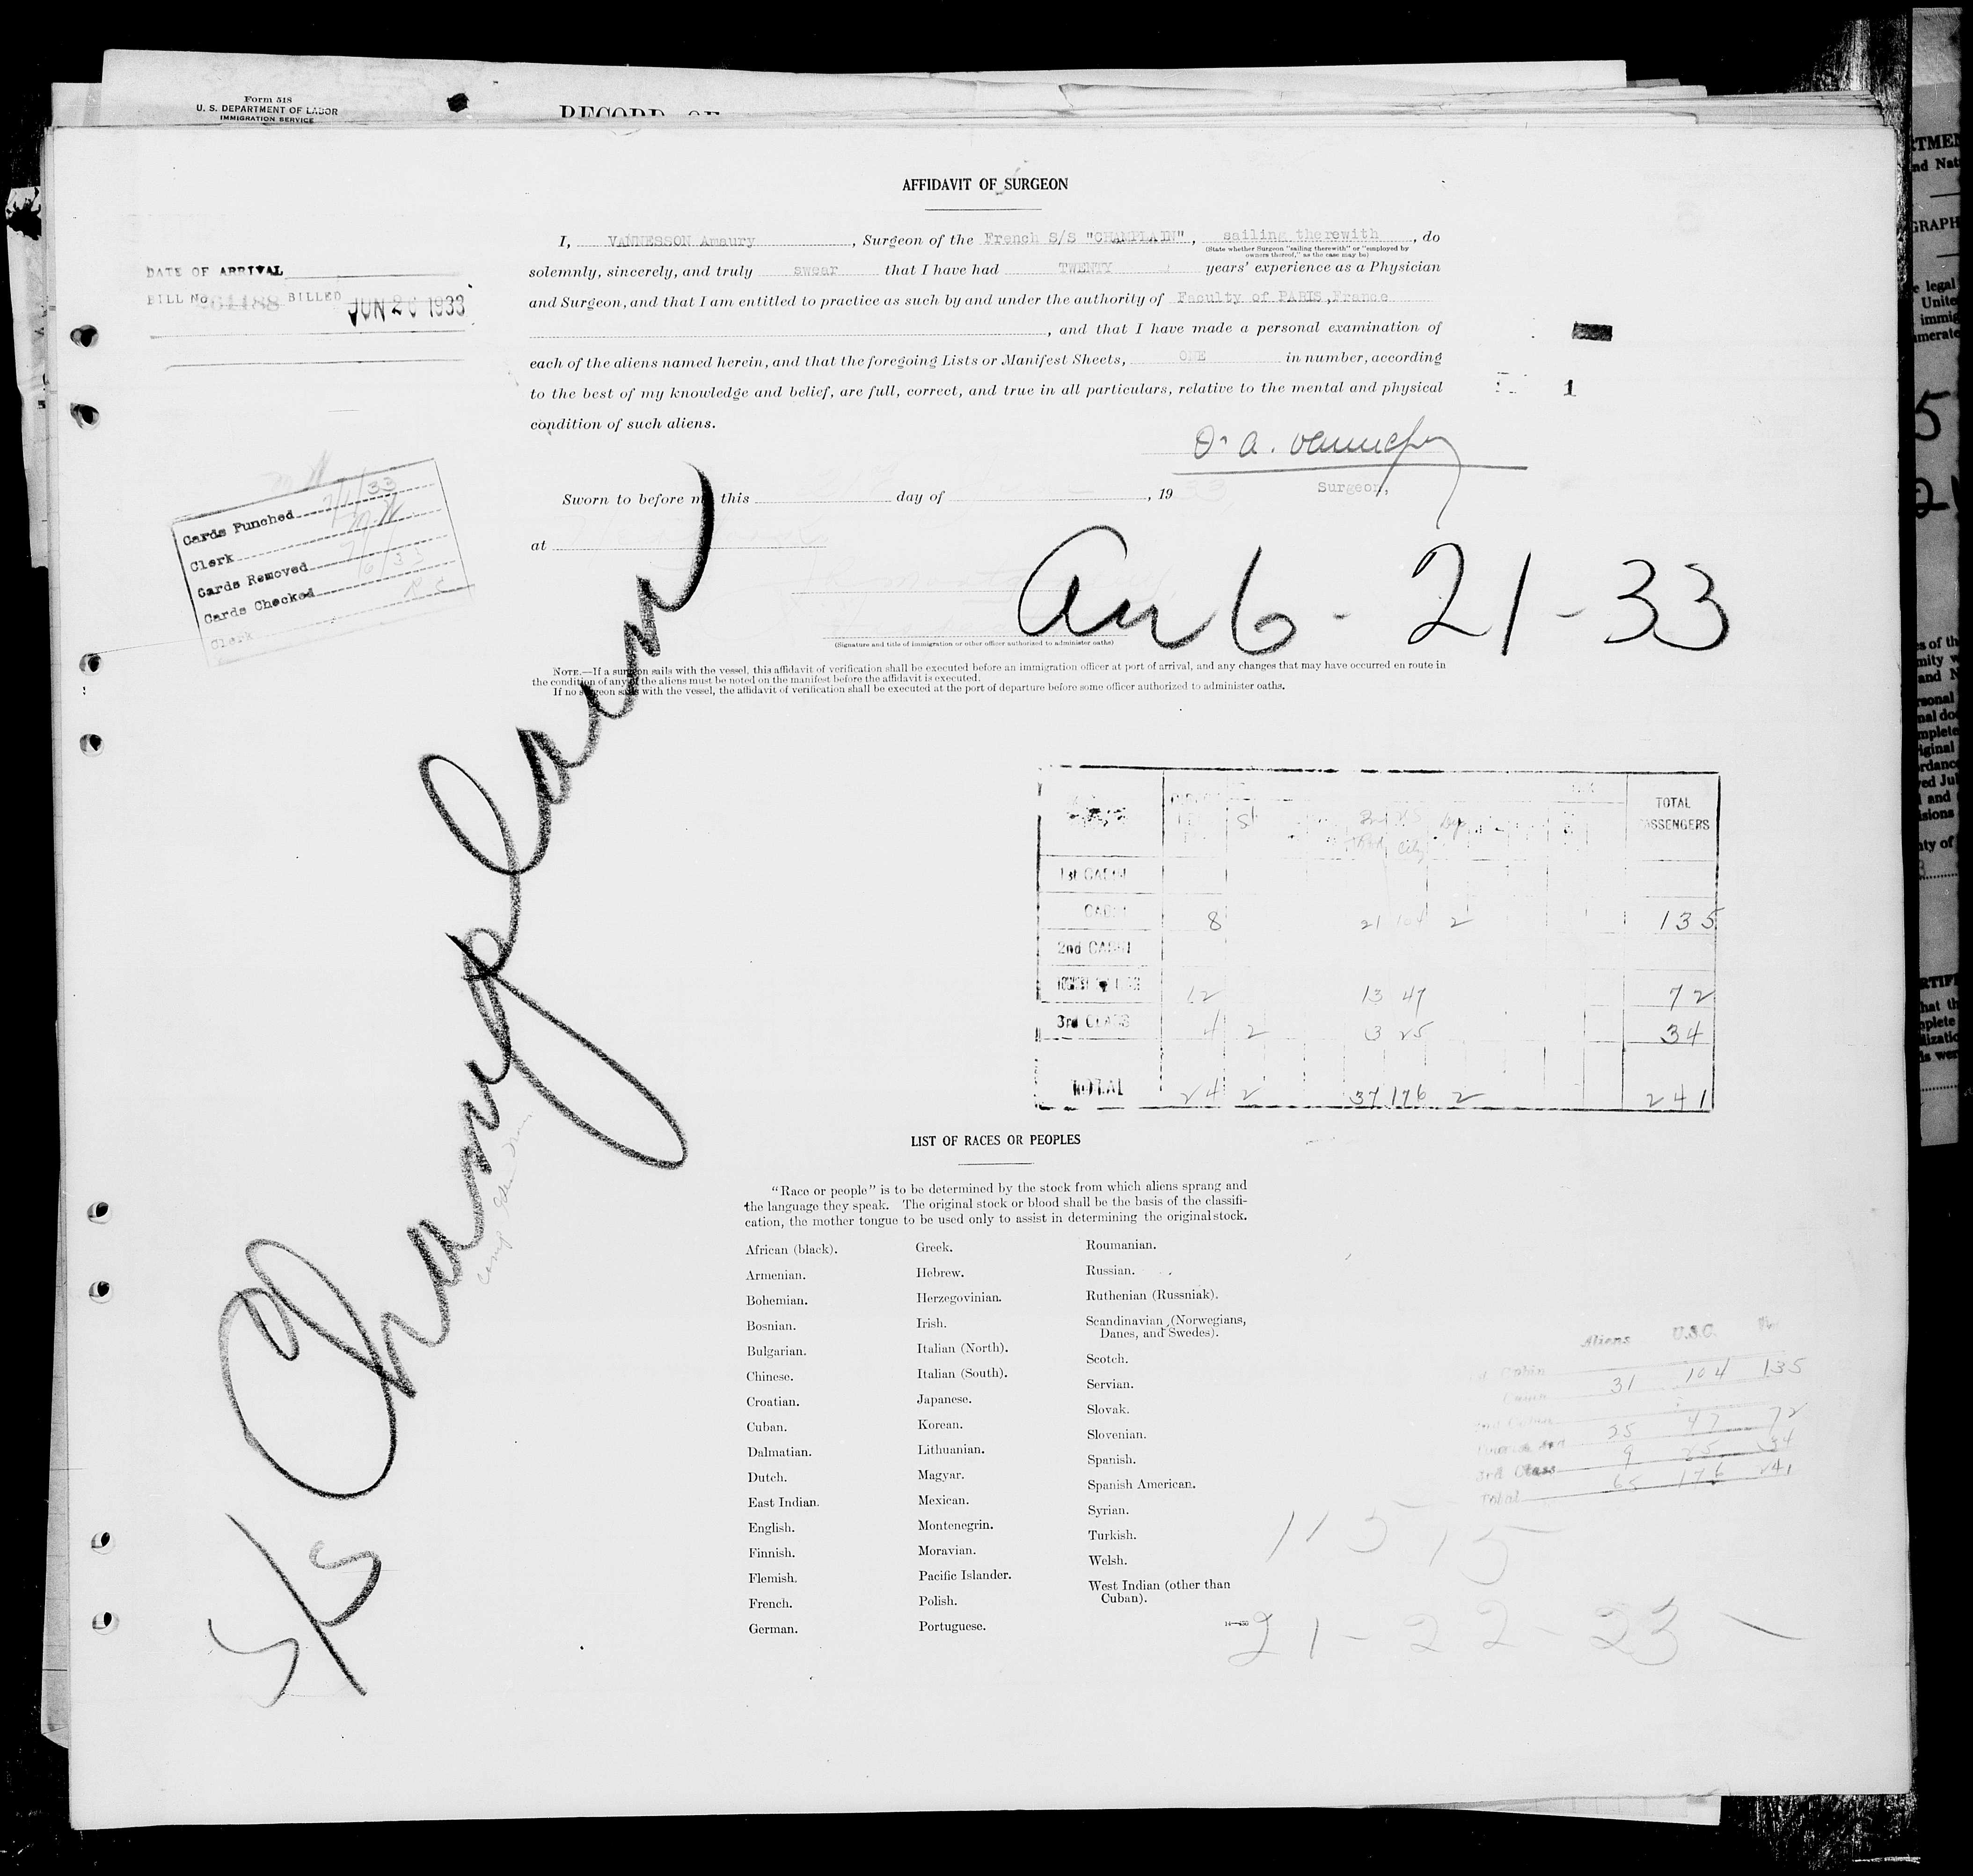 Form 518
U. S. DEPARTMENT OF LABOR
IMMIGRATION SERVICE
RECORD OF
AFFIDAVIT OF SURGEON
I, VANNESSON Amaury, Surgeon of the French S/S "CHAMPLAIN", sailing therewith, do
(State whether Surgeon "sailing therewith" or "employed by
owners thereof," as the case may be)
solemnly, sincerely, and truly swear that I have had TWENTY years' experience as a Physician
and Surgeon, and that I am entitled to practice as such by and under the authority of Faculty of PARIS, France
, and that I have made a personal examination of
each of the aliens named herein, and that the foregoing Lists or Manifest Sheets, ONE in number, according
to the best of my knowledge and belief, are full, correct, and true in all particulars, relative to the mental and physical
condition of such aliens.
DATE OF ARRIVAL
BILL No. BILLED JUN 26 1933
1
Surgeon,
Sworn to before me this day of , 1933
at
Cards Punched 7/1/33
Clerk
Cards Removed
Cards Checked
Clerk
Arr 6-21-33
(Signature and title of immigration or other officer authorized to administer oaths)
NOTE.—If a surgeon sails with the vessel, this affidavit of verification shall be executed before an immigration officer at port of arrival, and any changes that may have occurred en route in
the condition of any of the aliens must be noted on the manifest before the affidavit is executed.
If no surgeon sails with the vessel, the affidavit of verification shall be executed at the port of departure before some officer authorized to administer oaths.
S/S Champlain
TOTAL
PASSENGERS
1st CABIN
CABIN 8 21 104 2 135
2nd CABIN
12 13 47 72
3rd CLASS 4 2 3 25 34
TOTAL 24 2 37 176 2 241
LIST OF RACES OR PEOPLES
"Race or people" is to be determined by the stock from which aliens sprang and
the language they speak. The original stock or blood shall be the basis of the classifi-
cation, the mother tongue to be used only to assist in determining the original stock.
African (black).
Armenian.
Bohemian.
Bosnian.
Bulgarian.
Chinese.
Croatian.
Cuban.
Dalmatian.
Dutch.
East Indian.
English.
Finnish.
Flemish.
French.
German.
Greek.
Hebrew.
Herzegovinian.
Irish.
Italian (North).
Italian (South).
Japanese.
Korean.
Lithuanian.
Magyar.
Mexican.
Montenegrin.
Moravian.
Pacific Islander.
Polish.
Portuguese.
Roumanian.
Russian.
Ruthenian (Russniak).
Scandinavian (Norwegians,
Danes, and Swedes).
Scotch.
Servian.
Slovak.
Slovenian.
Spanish.
Spanish American.
Syrian.
Turkish.
Welsh.
West Indian (other than
Cuban).
14—430
Aliens U.S.C.
Cabin 31 104 135
25 47 72
3rd Class 9 25 34
Total 65 176 241
11515
21-22-23-